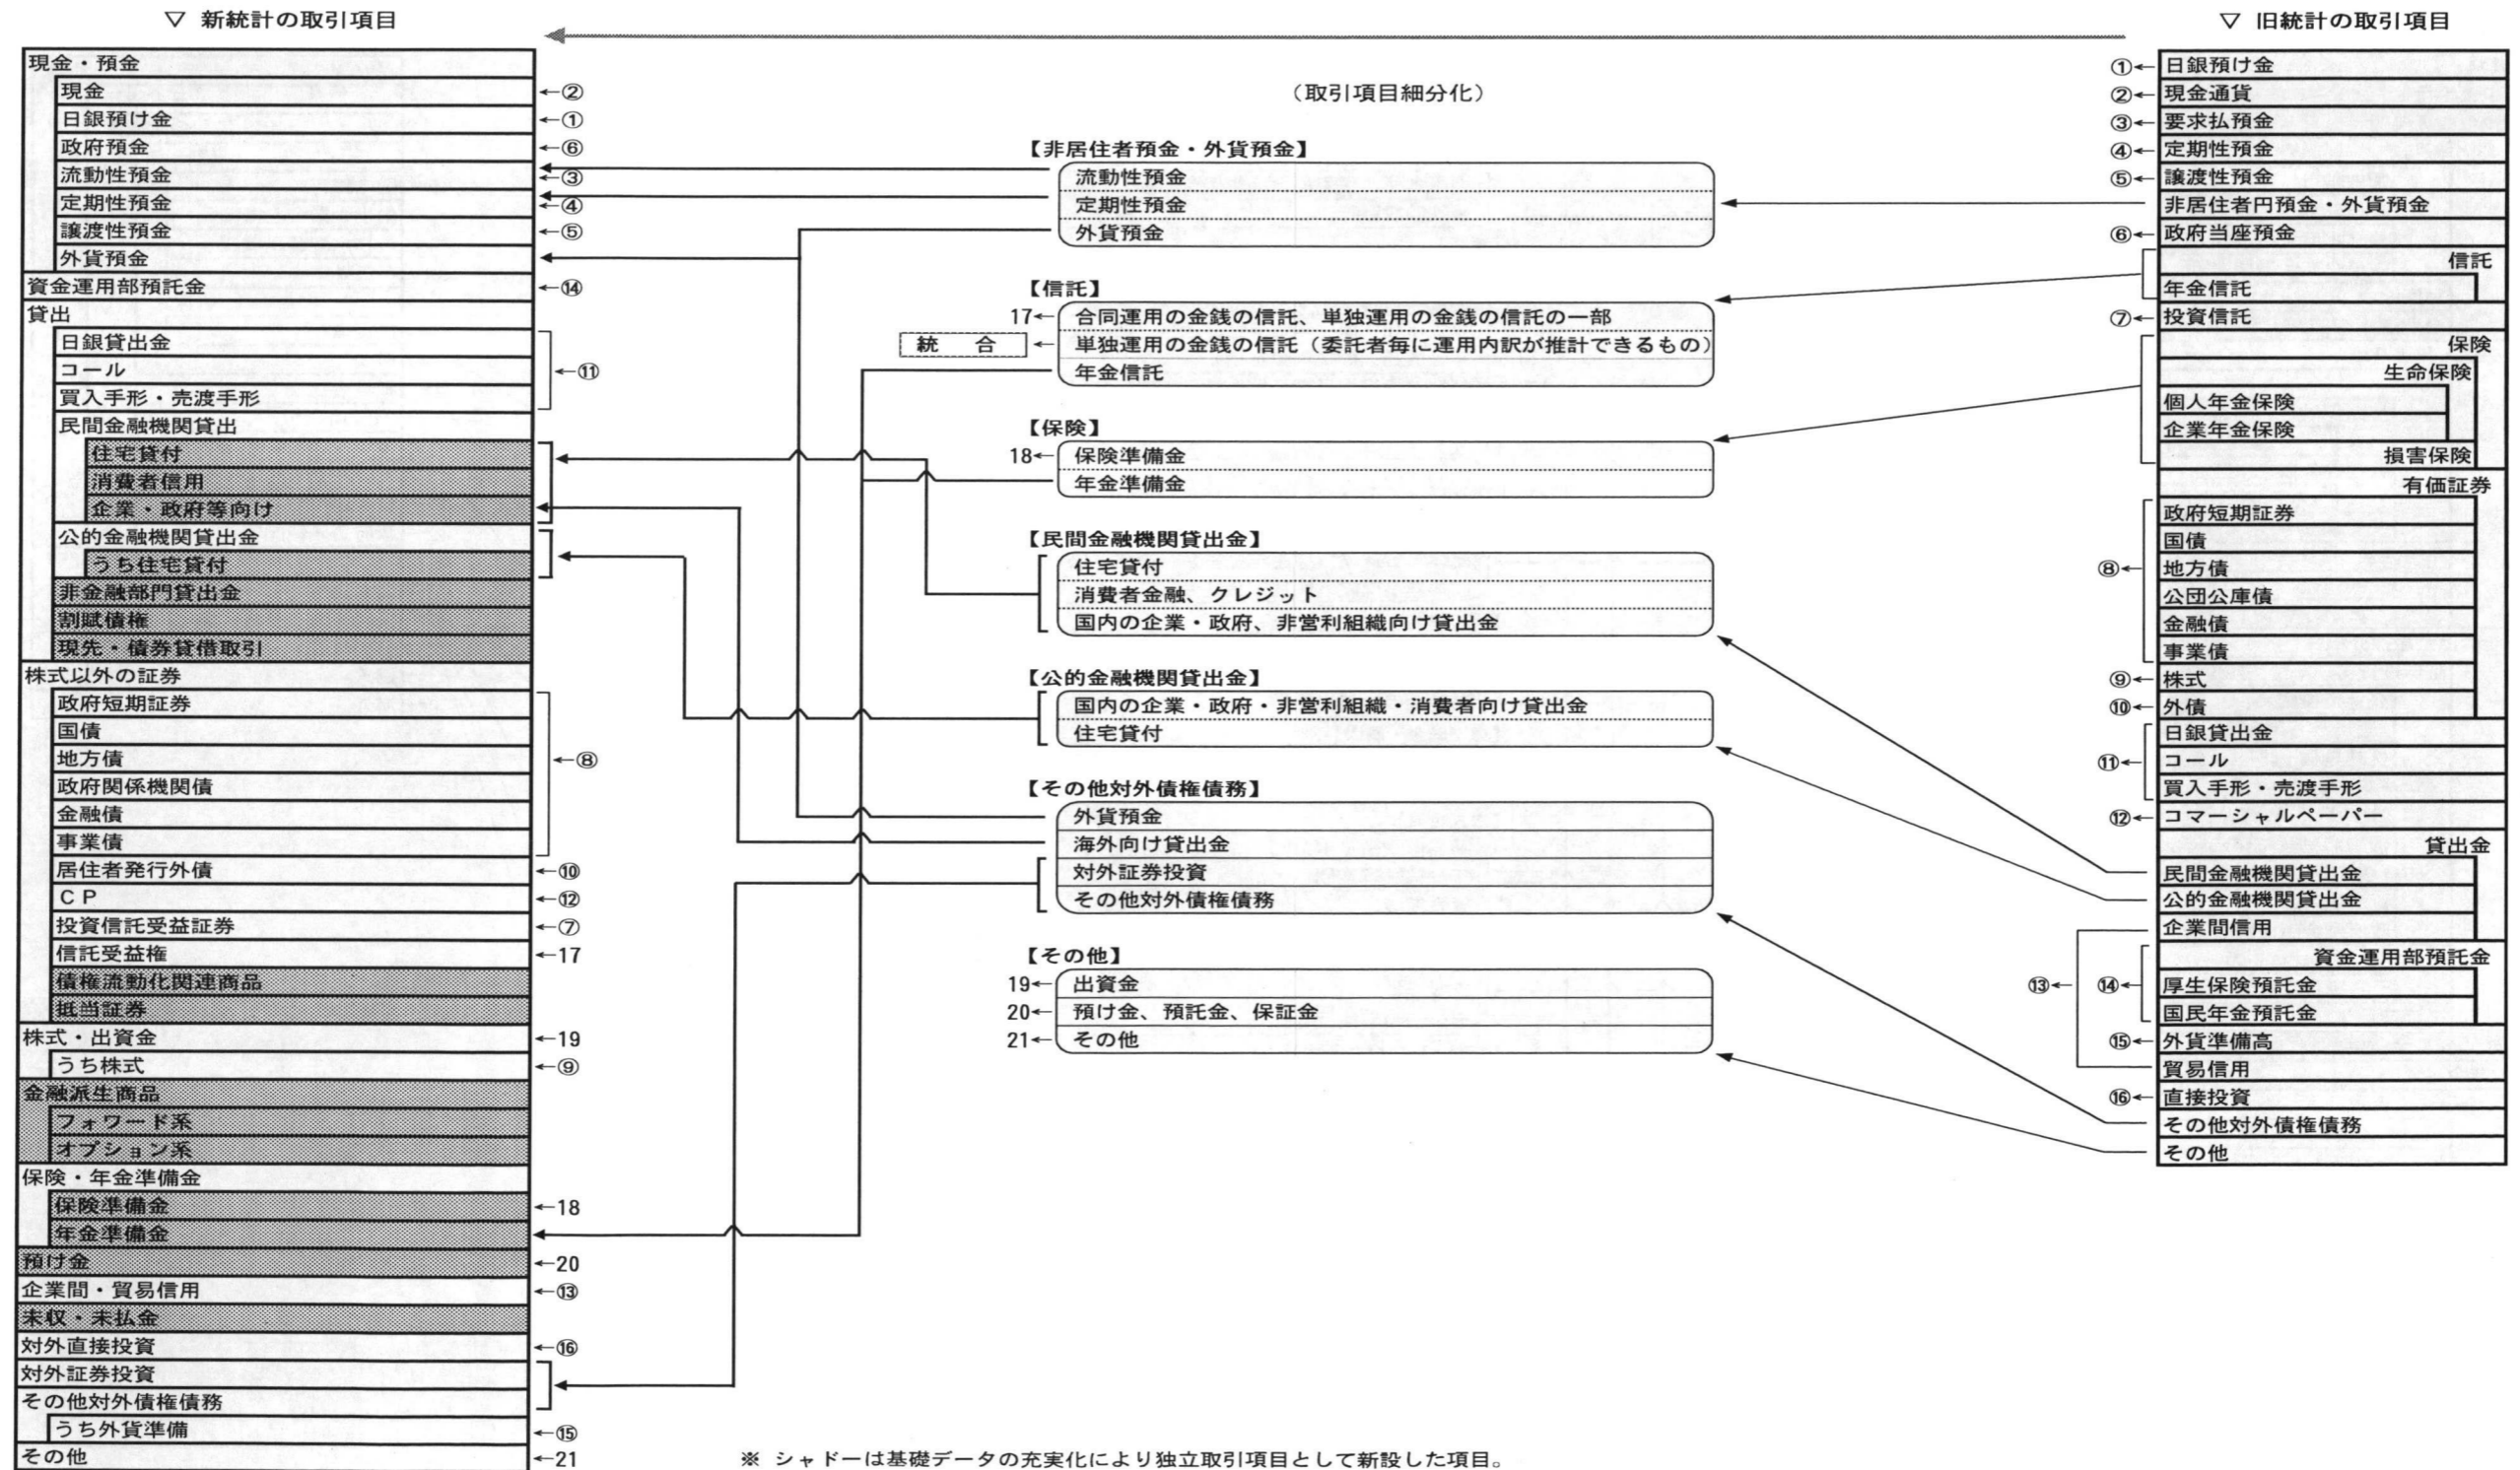 ▽ 新統計の取引項目
現金・預金
現金
←②
日銀預け金
←①
政府預金
←⑥
流動性預金
←③
定期性預金
←④
譲渡性預金
←⑤
外貨預金
資金運用部預託金
←⑭
貸出
日銀貸出金
コール
←⑪
買入手形・売渡手形
民間金融機関貸出
住宅貸付
消費者信用
企業・政府等向け
公的金融機関貸出金
うち住宅貸付
非金融部門貸出金
割賦債権
現先・債券貸借取引
株式以外の証券
政府短期証券
国債
地方債
←⑧
政府関係機関債
金融債
事業債
居住者発行外債
←⑩
ＣＰ
←⑫
投資信託受益証券
←⑦
信託受益権
←17
債権流動化関連商品
抵当証券
株式・出資金
←19
うち株式
←⑨
金融派生商品
フォワード系
オプション系
保険・年金準備金
保険準備金
←18
年金準備金
預け金
←20
企業間・貿易信用
←⑬
未収・未払金
対外直接投資
←⑯
対外証券投資
その他対外債権債務
うち外貨準備
←⑮
その他
←21
（取引項目細分化）
【非居住者預金・外貨預金】
流動性預金
定期性預金
外貨預金
【信託】
17←
合同運用の金銭の信託、単独運用の金銭の信託の一部
統 合
←
単独運用の金銭の信託（委託者毎に運用内訳が推計できるもの）
年金信託
【保険】
18←
保険準備金
年金準備金
【民間金融機関貸出金】
住宅貸付
消費者金融、クレジット
国内の企業・政府、非営利組織向け貸出金
【公的金融機関貸出金】
国内の企業・政府・非営利組織・消費者向け貸出金
住宅貸付
【その他対外債権債務】
外貨預金
海外向け貸出金
対外証券投資
その他対外債権債務
【その他】
19←
出資金
20←
預け金、預託金、保証金
21←
その他
※ シャドーは基礎データの充実化により独立取引項目として新設した項目。
▽ 旧統計の取引項目
①←
日銀預け金
②←
現金通貨
③←
要求払預金
④←
定期性預金
⑤←
譲渡性預金
非居住者円預金・外貨預金
⑥←
政府当座預金
信託
年金信託
⑦←
投資信託
保険
生命保険
個人年金保険
企業年金保険
損害保険
有価証券
政府短期証券
国債
⑧←
地方債
公団公庫債
金融債
事業債
⑨←
株式
⑩←
外債
日銀貸出金
⑪←
コール
買入手形・売渡手形
⑫←
コマーシャルペーパー
貸出金
民間金融機関貸出金
公的金融機関貸出金
企業間信用
資金運用部預託金
⑬←
⑭←
厚生保険預託金
国民年金預託金
⑮←
外貨準備高
貿易信用
⑯←
直接投資
その他対外債権債務
その他